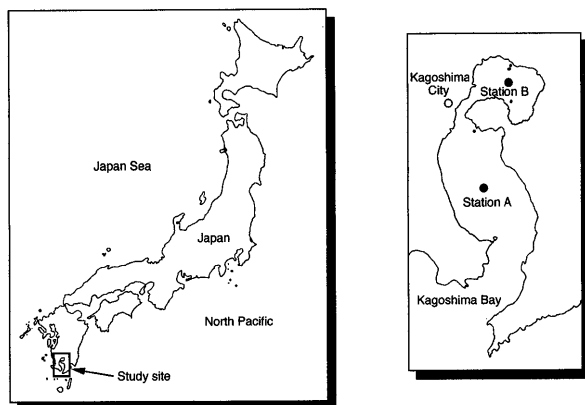 Japan Sea
Japan
North Pacific
Study site
Kagoshima
City
Station B
Station A
Kagoshima Bay